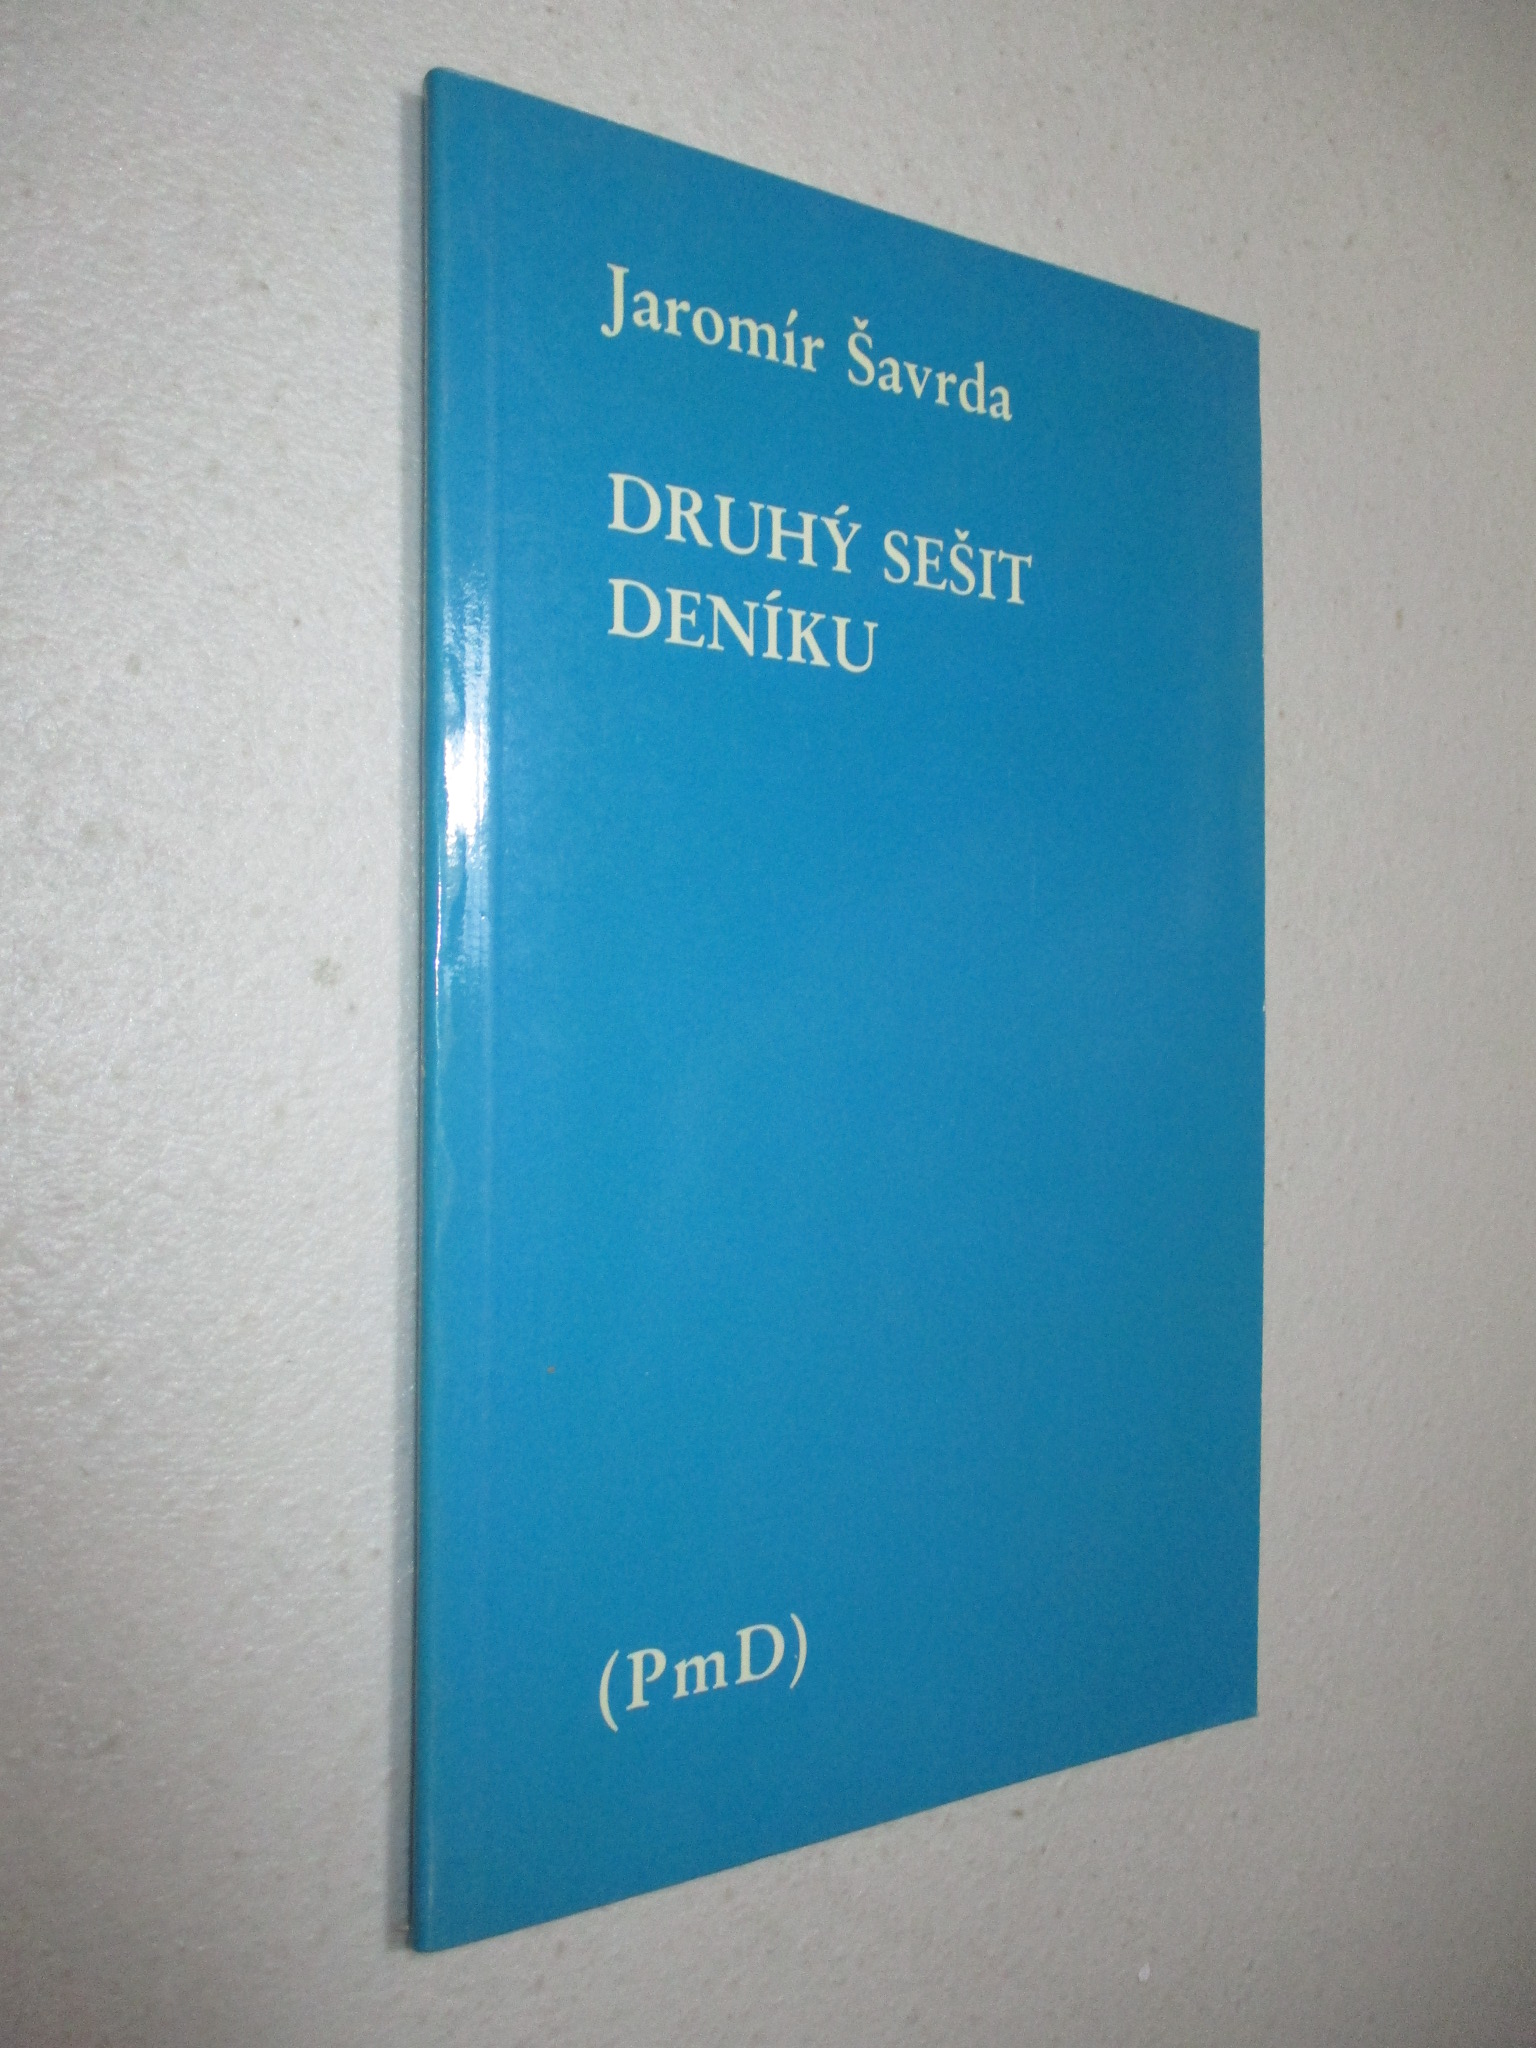 Jaromír Šavrda
DRUHÝ SEŠIT
DENÍKU
(PmD)